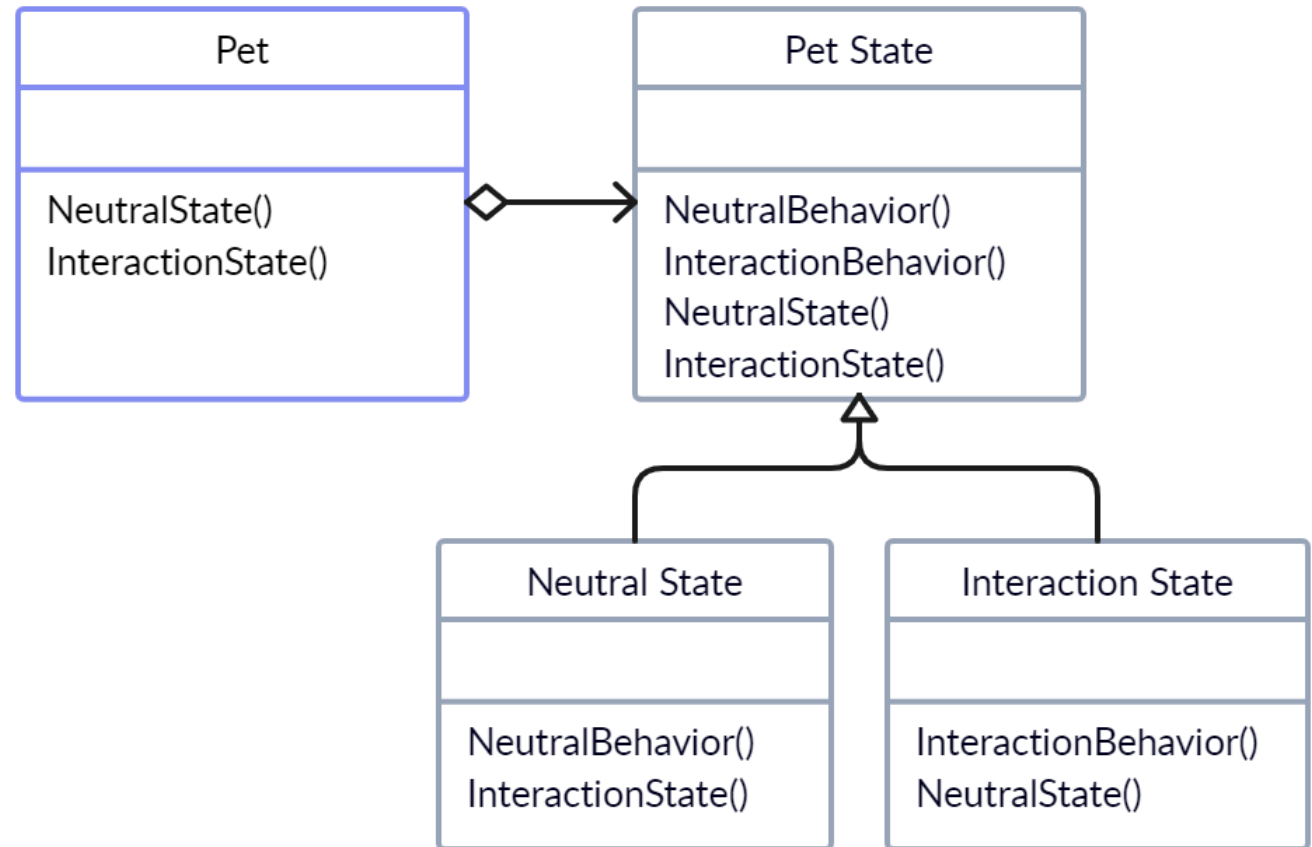 Pet
NeutralState()
InteractionState()
Pet State
NeutralBehavior()
InteractionBehavior()
NeutralState()
InteractionState()
Neutral State
NeutralBehavior()
InteractionState()
Interaction State
InteractionBehavior()
NeutralState()